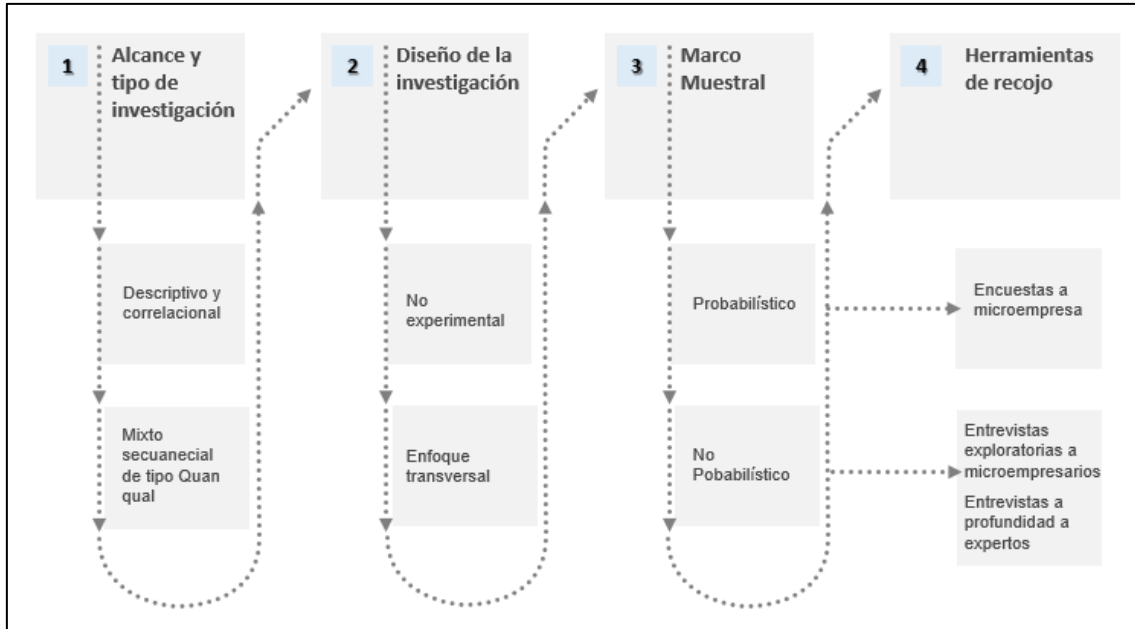 1
Alcance y
tipo de
investigación
Descriptivo y
correlacional
Mixto
secuanecial
de tipo Quan
qual
2
Diseño de la
investigación
No
experimental
Enfoque
transversal
3
Marco
Muestral
Probabilístico
No
Pobabilístico
4
Herramientas
de recojo
Encuestas a
microempresa
Entrevistas
exploratorias a
microempresarios
Entrevistas a
profundidad a
expertos